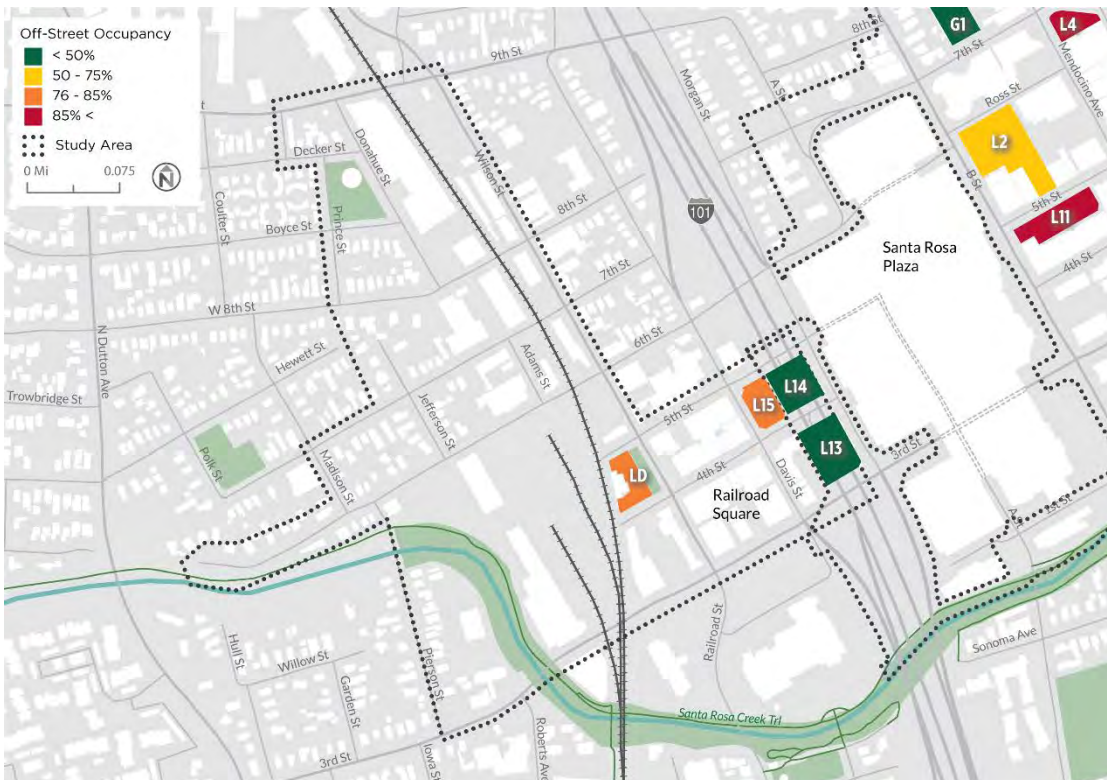 Off-Street Occupancy
< 50%
50 - 75%
76 - 85%
85% <
Study Area
0 Mi
0.075
N
G1
L4
8th St
7th St
Mendocino Ave
9th St
St
Morgan St
A St
Ross St
L2
Decker St
Donahue St
Wilson St
B St
5th St
L11
Coulter St
Prince St
8th St
101
Boyce St
Santa Rosa
Plaza
4th St
7th St
W 8th St
6th St
N Dutton Ave
Hewett St
Adams St
L14
Trowbridge St
L15
Jefferson St
5th St
L13
3rd St
Polk St
Madison St
LD
4th St
Davis St
Railroad
Square
1st St
Hull St
Willow St
Pierson St
Railroad St
Sonoma Ave
Garden St
Santa Rosa Creek Trl
Roberts Ave
Iowa St
3rd St